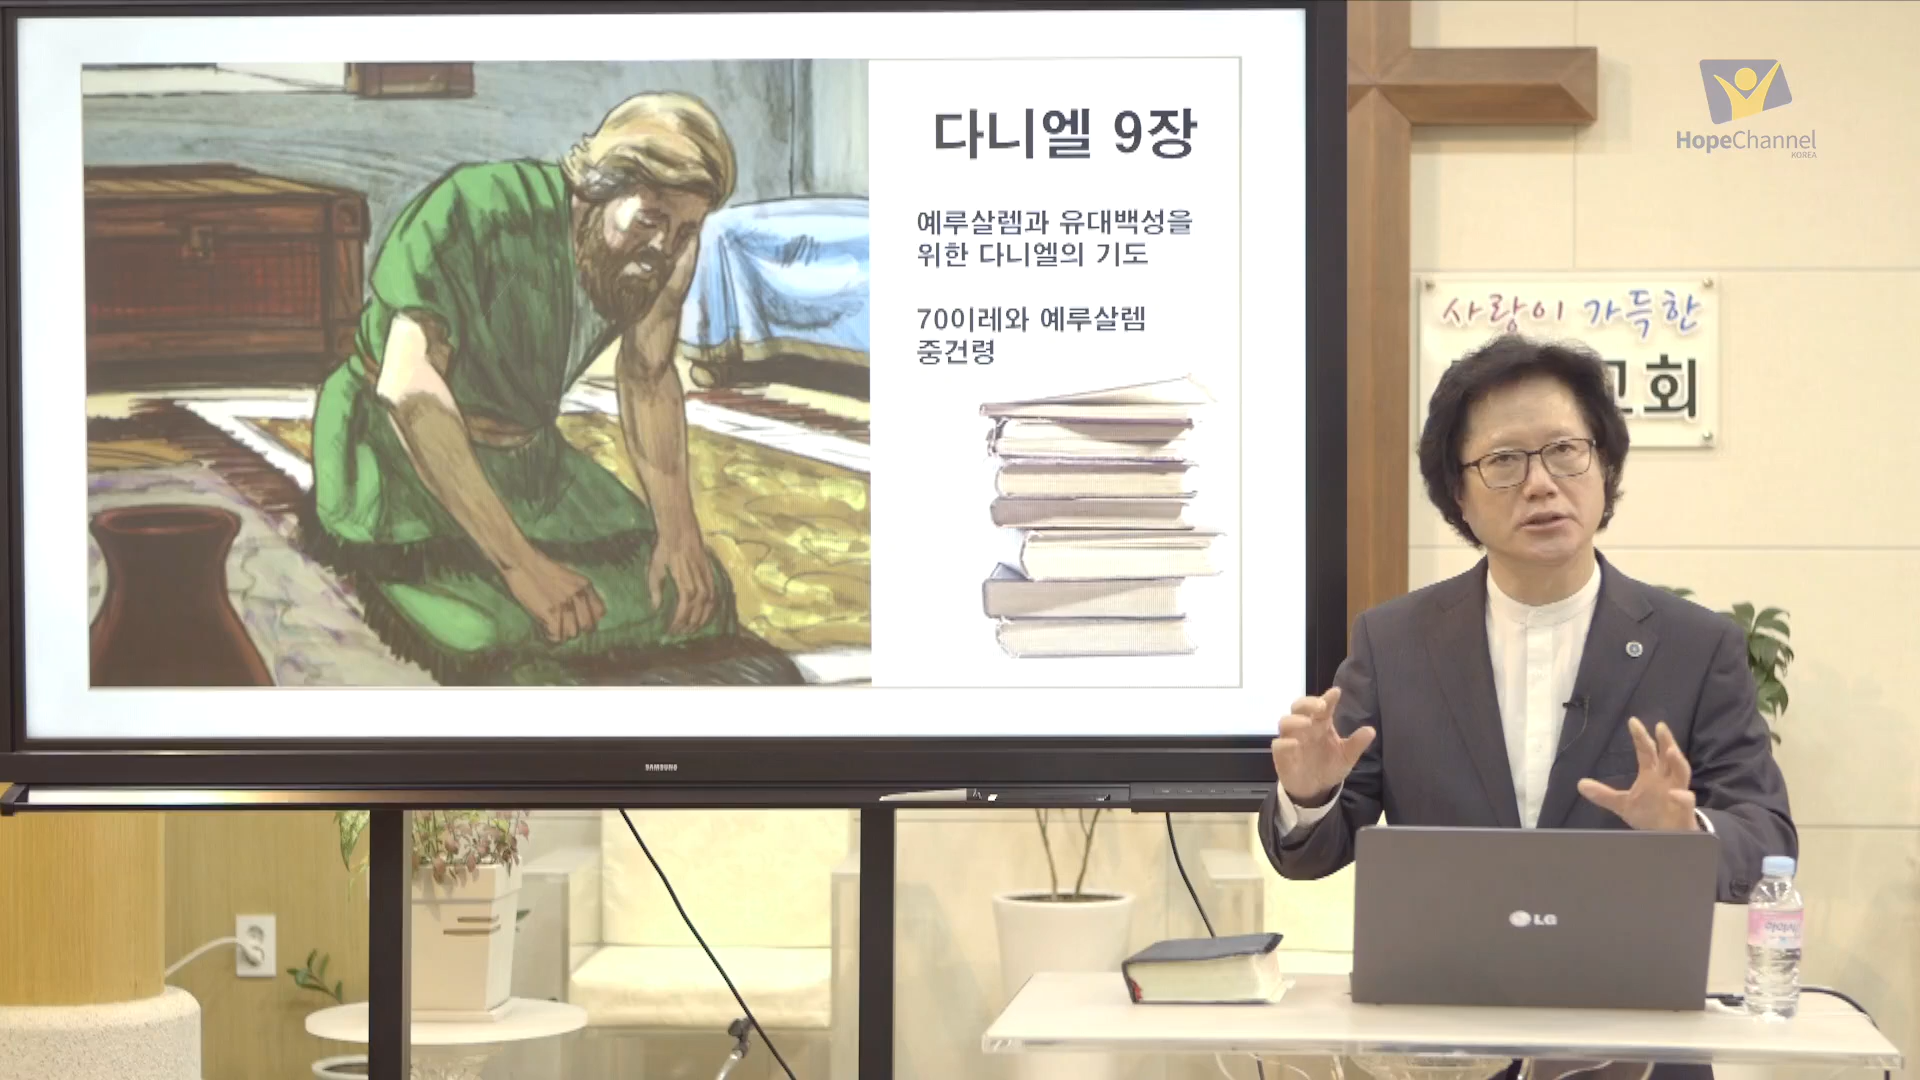 다니엘 9장
예루살렘과 유대백성을
위한 다니엘의 기도
70이레와 예루살렘
중건령
SAMSUNG
HopeChannel
KOREA
사랑이 가득한
교회
LG